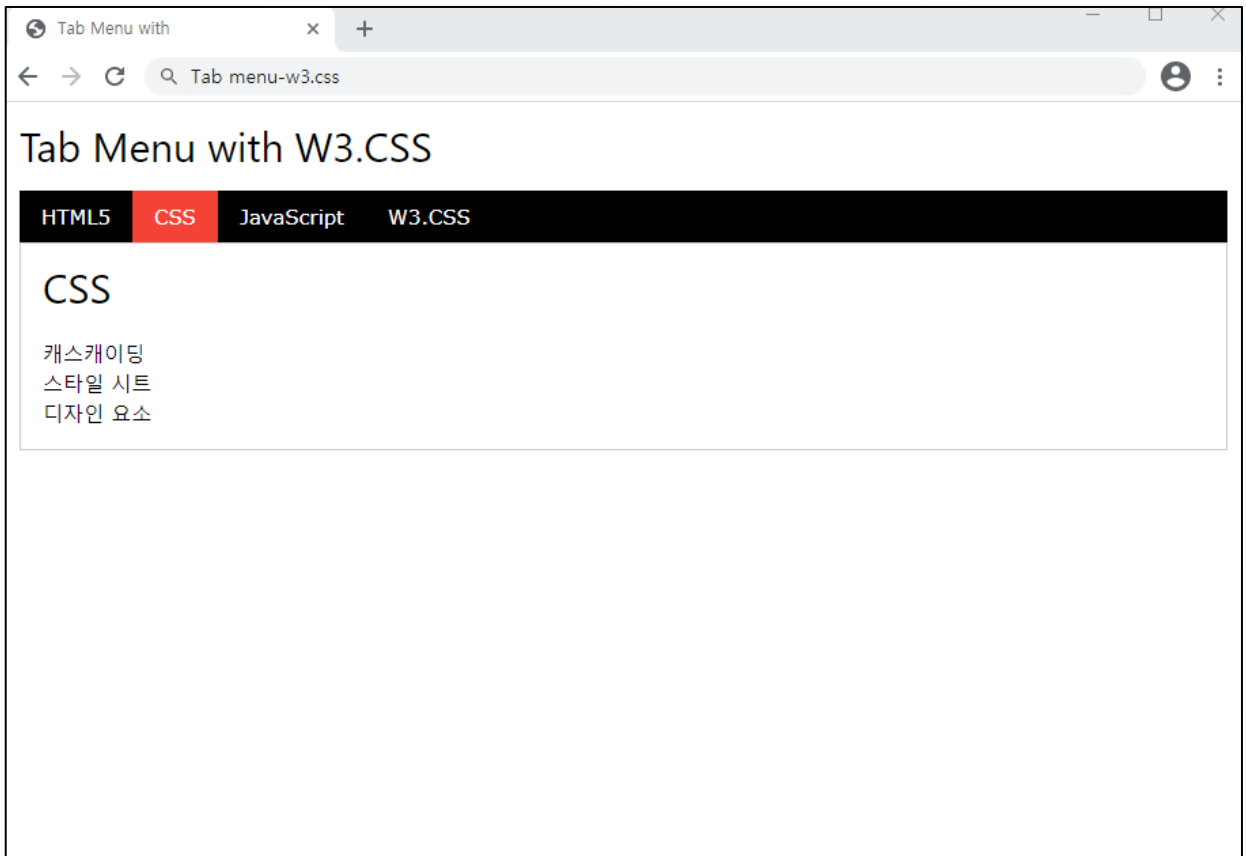 Tab Menu with
Tab menu-w3.css
Tab Menu with W3.CSS
HTML5 CSS JavaScript W3.CSS
CSS
캐스캐이딩
스타일 시트
디자인 요소